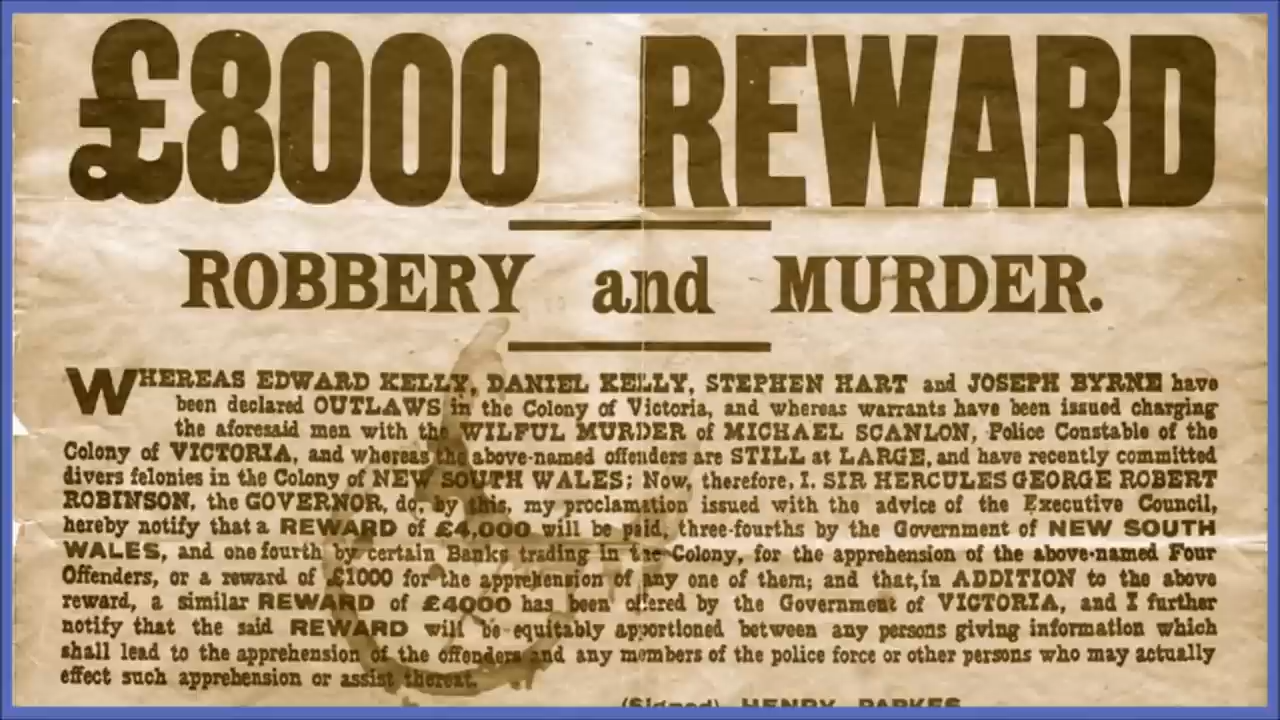 £8000 REWARD
ROBBERY and MURDER.
WHEREAS EDWARD KELLY, DANIEL KELLY, STEPHEN HART and JOSEPH BYRNE have
been declared OUTLAWS in the Colony of Victoria, and whereas warrants have been issued charging
the aforesaid men with the WILFUL MURDER of MICHAEL SCANLON, Police Constable of the
Colony of VICTORIA, and whereas the above-named offenders are STILL at LARGE, and have recently committed
divers felonies in the Colony of NEW SOUTH WALES; Now, therefore, I, SIR HERCULES GEORGE ROBERT
ROBINSON, the GOVERNOR, do, by this, my proclamation issued with the advice of the Executive Council,
hereby notify that a REWARD of £4,000 will be paid, three-fourths by the Government of NEW SOUTH
WALES, and one fourth by certain Banks trading in the Colony, for the apprehension of the above-named Four
Offenders, or a reward of £1000 for the apprehension of any one of them; and that, in ADDITION to the above
reward, a similar REWARD of £4000 has been offered by the Government of VICTORIA, and I further
notify that the said REWARD will be equitably apportioned between any persons giving information which
shall lead to the apprehension of the offenders and any members of the police force or other persons who may actually
effect such apprehension or assist thereat.
(Signed) HENRY PARKES